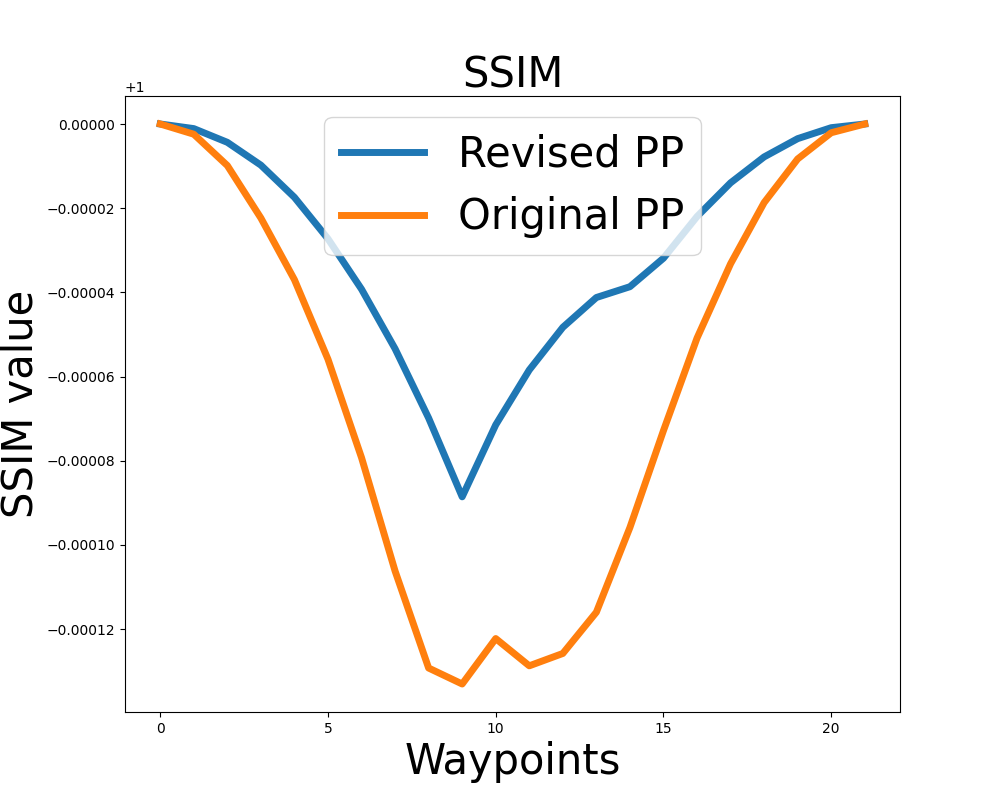 SSIM
+1
Revised PP
Original PP
SSIM value
0.00000
−0.00002
−0.00004
−0.00006
−0.00008
−0.00010
−0.00012
0 5 10 15 20
Waypoints